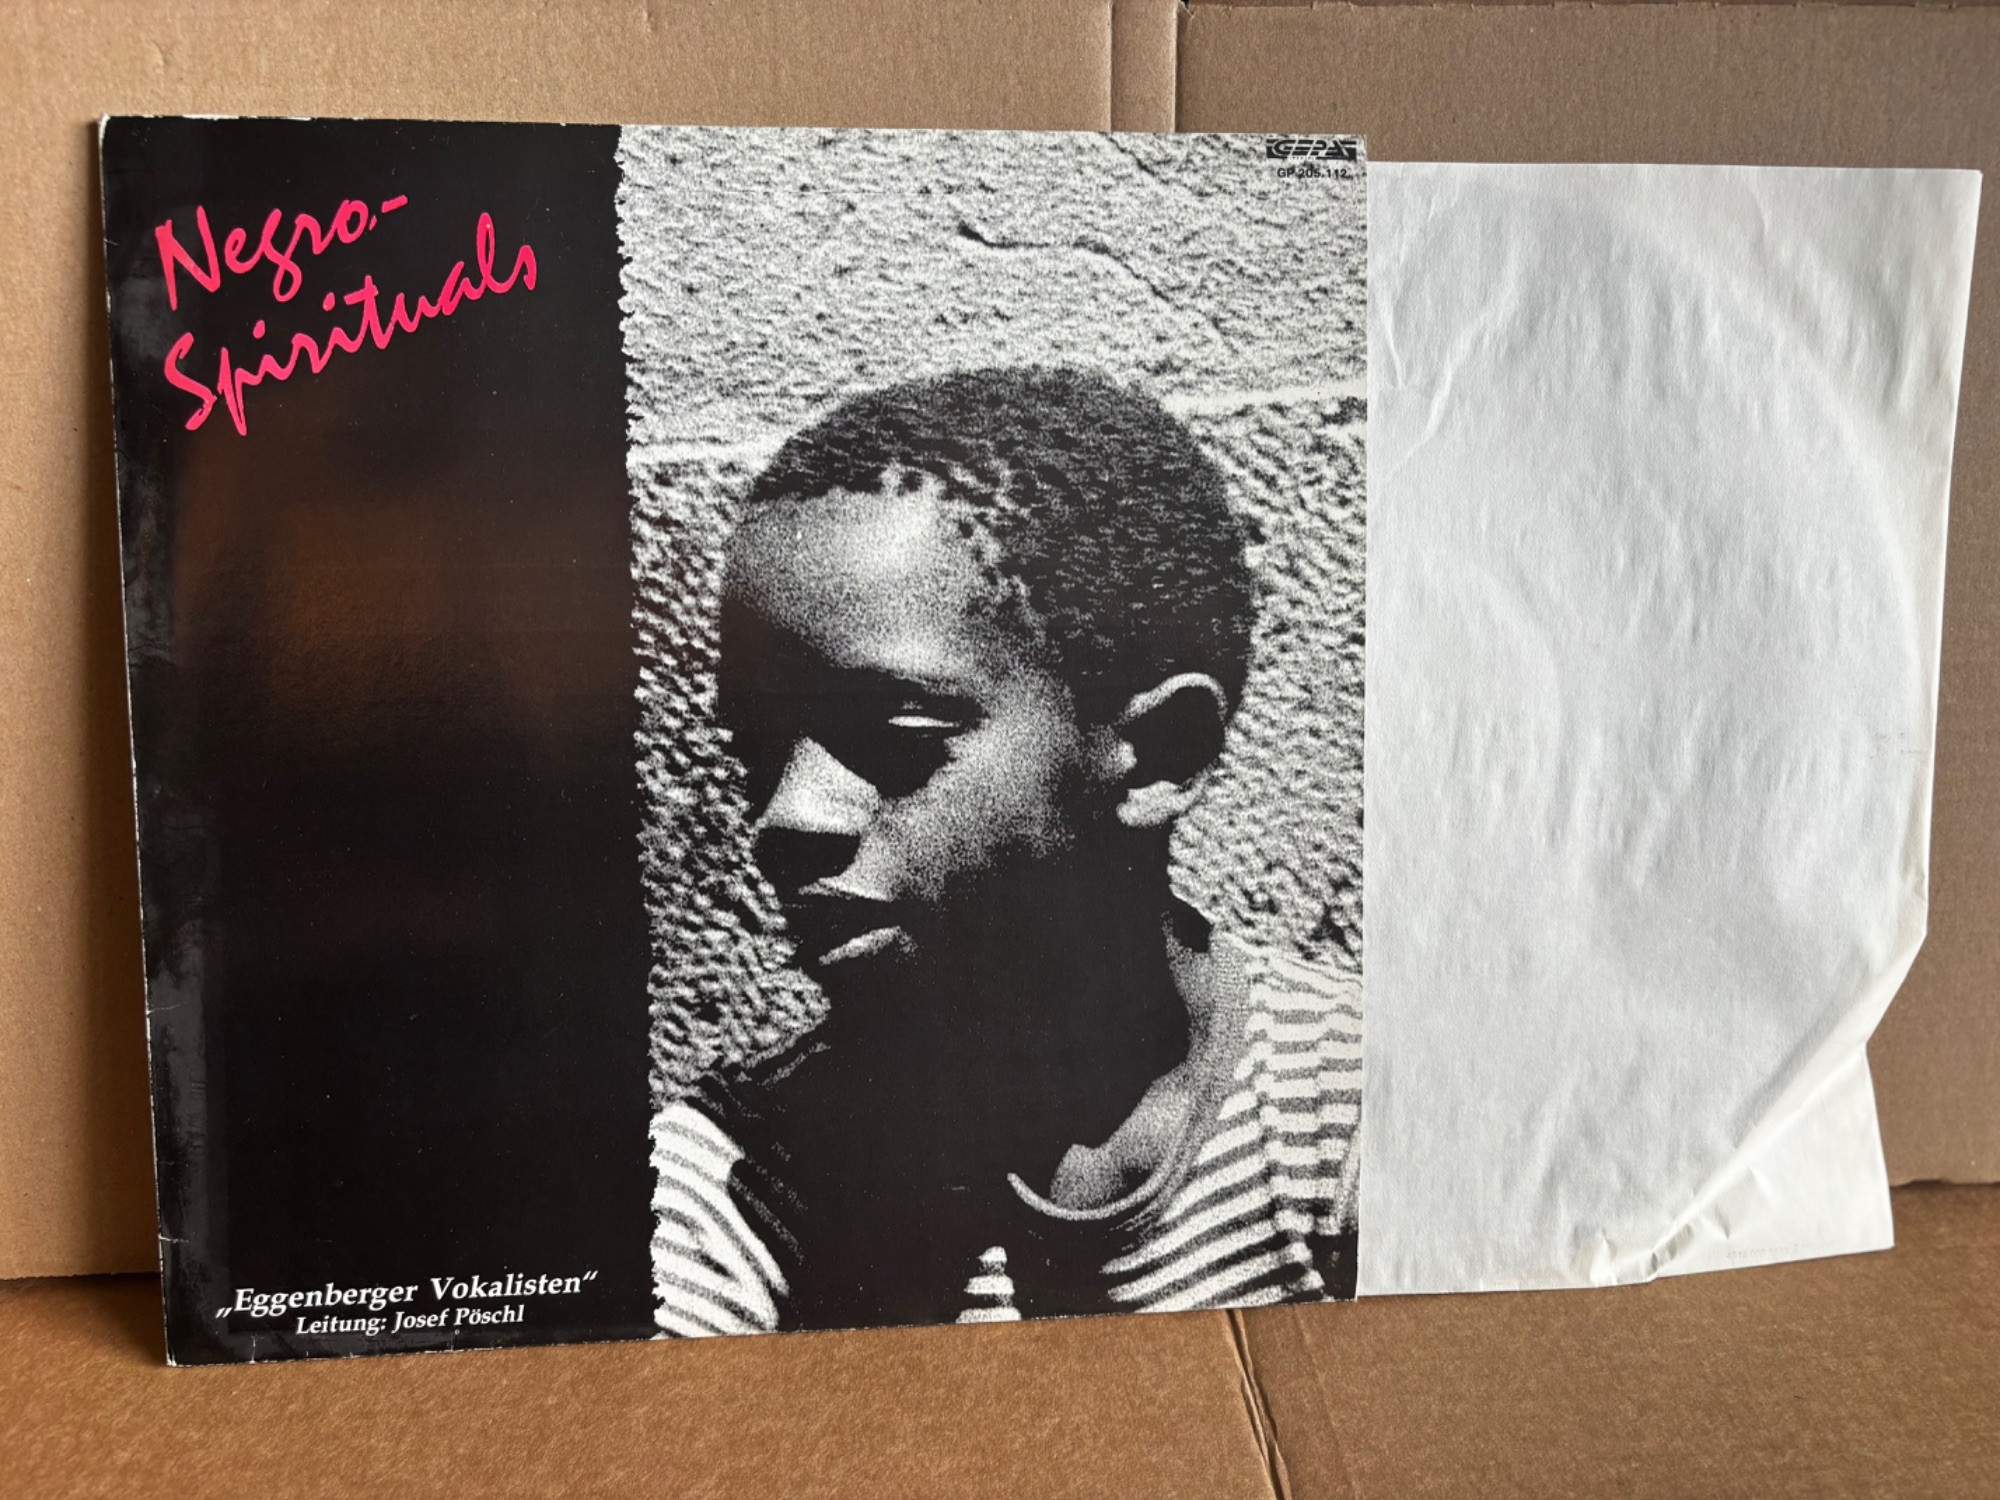 Negro-
Spirituals
GEPA
GP 205.112
„Eggenberger Vokalisten“
Leitung: Josef Pöschl